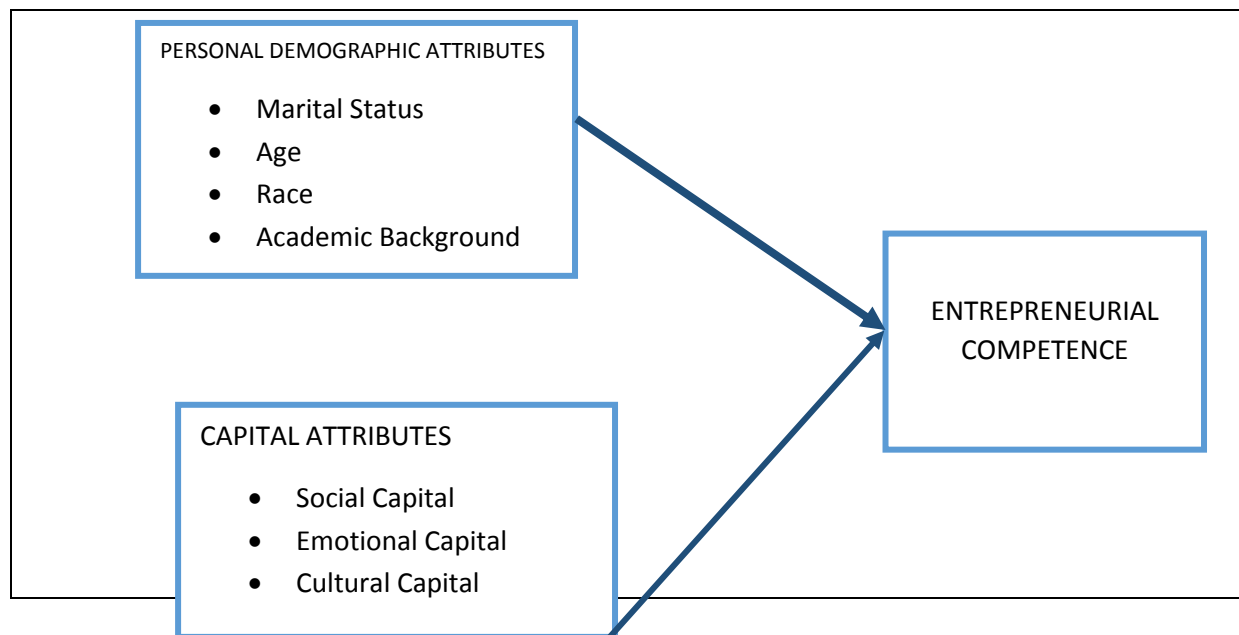 PERSONAL DEMOGRAPHIC ATTRIBUTES
• Marital Status
• Age
• Race
• Academic Background
ENTREPRENEURIAL
COMPETENCE
CAPITAL ATTRIBUTES
• Social Capital
• Emotional Capital
• Cultural Capital